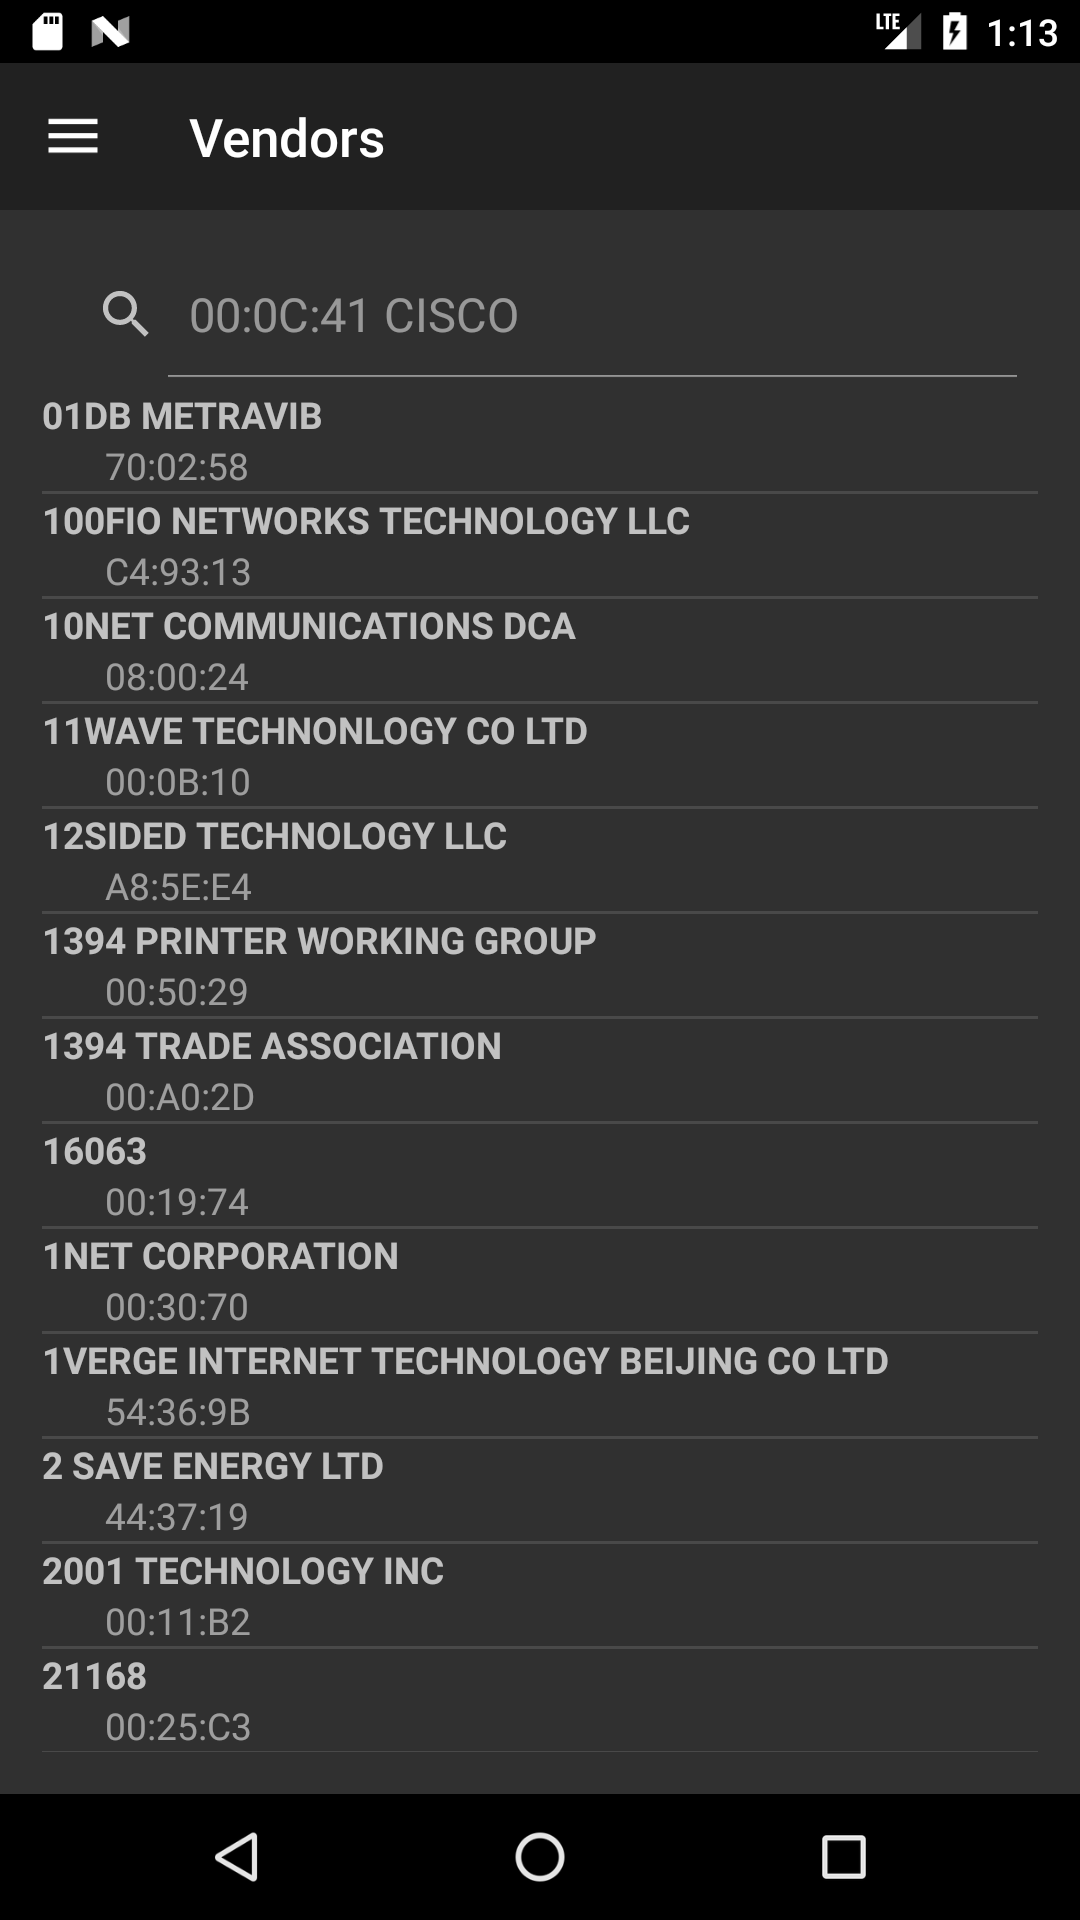 LTE 1:13
Vendors
00:0C:41 CISCO
01DB METRAVIB
70:02:58
100FIO NETWORKS TECHNOLOGY LLC
C4:93:13
10NET COMMUNICATIONS DCA
08:00:24
11WAVE TECHNONLOGY CO LTD
00:0B:10
12SIDED TECHNOLOGY LLC
A8:5E:E4
1394 PRINTER WORKING GROUP
00:50:29
1394 TRADE ASSOCIATION
00:A0:2D
16063
00:19:74
1NET CORPORATION
00:30:70
1VERGE INTERNET TECHNOLOGY BEIJING CO LTD
54:36:9B
2 SAVE ENERGY LTD
44:37:19
2001 TECHNOLOGY INC
00:11:B2
21168
00:25:C3